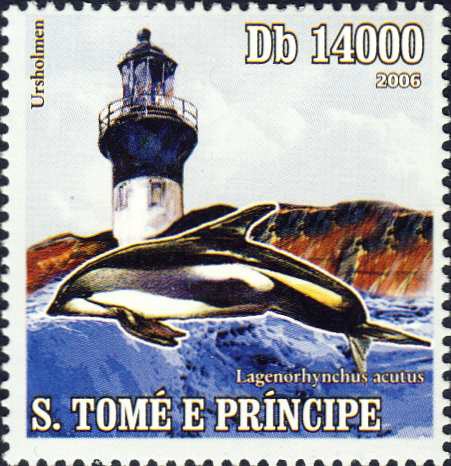 Ursholmen
Db 14000
2006
Lagenorhynchus acutus
S. TOMÉ E PRÍNCIPE